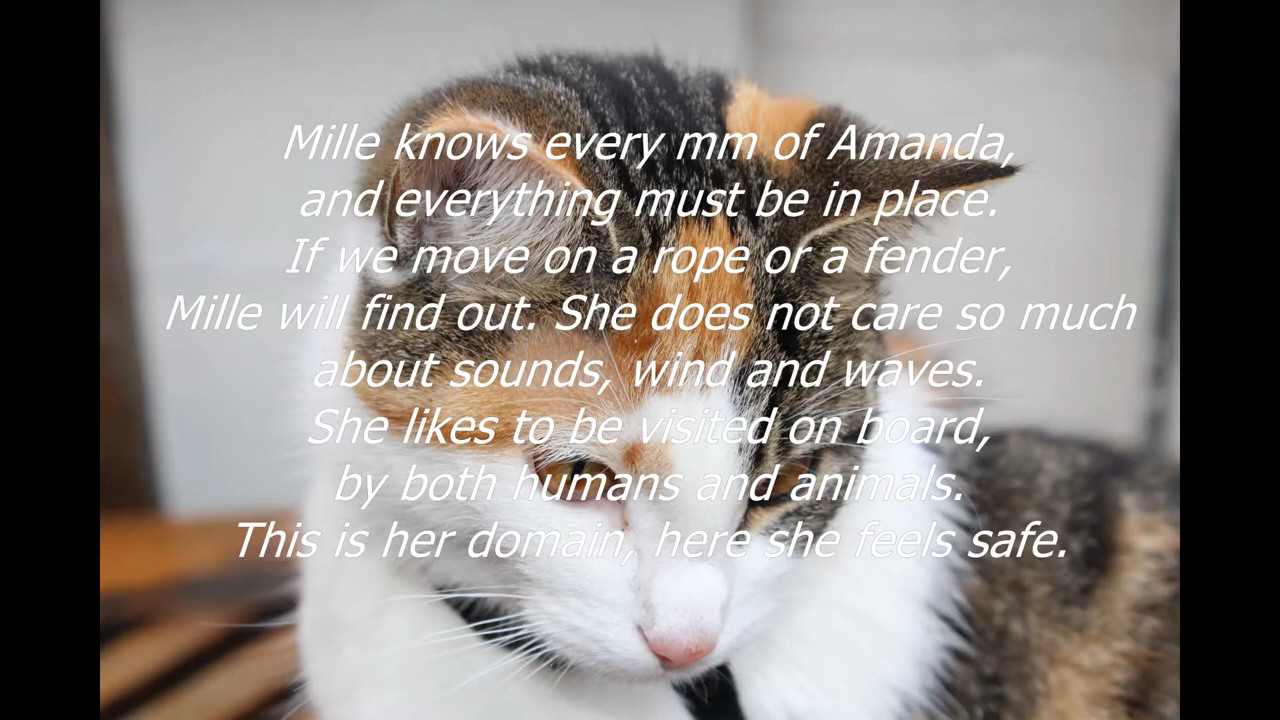 Mille knows every mm of Amanda,
and everything must be in place.
If we move on a rope or a fender,
Mille will find out. She does not care so much
about sounds, wind and waves.
She likes to be visited on board,
by both humans and animals.
This is her domain, here she feels safe.